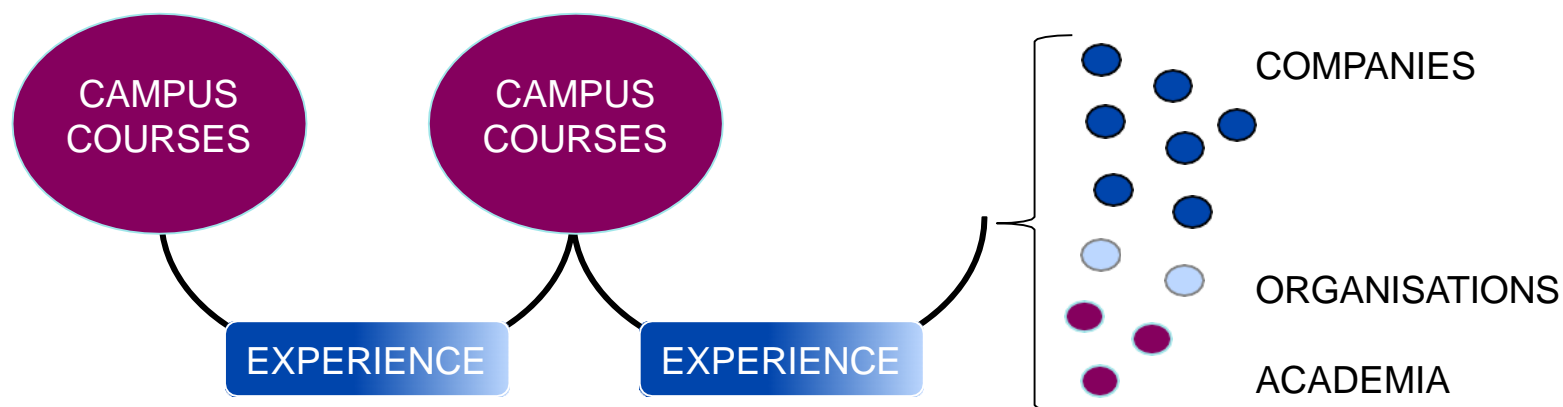 CAMPUS
COURSES
CAMPUS
COURSES
EXPERIENCE
EXPERIENCE
COMPANIES
ORGANISATIONS
ACADEMIA